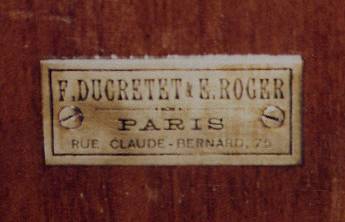 F. DUCRETET & E. ROGER
PARIS
RUE CLAUDE-BERNARD, 75